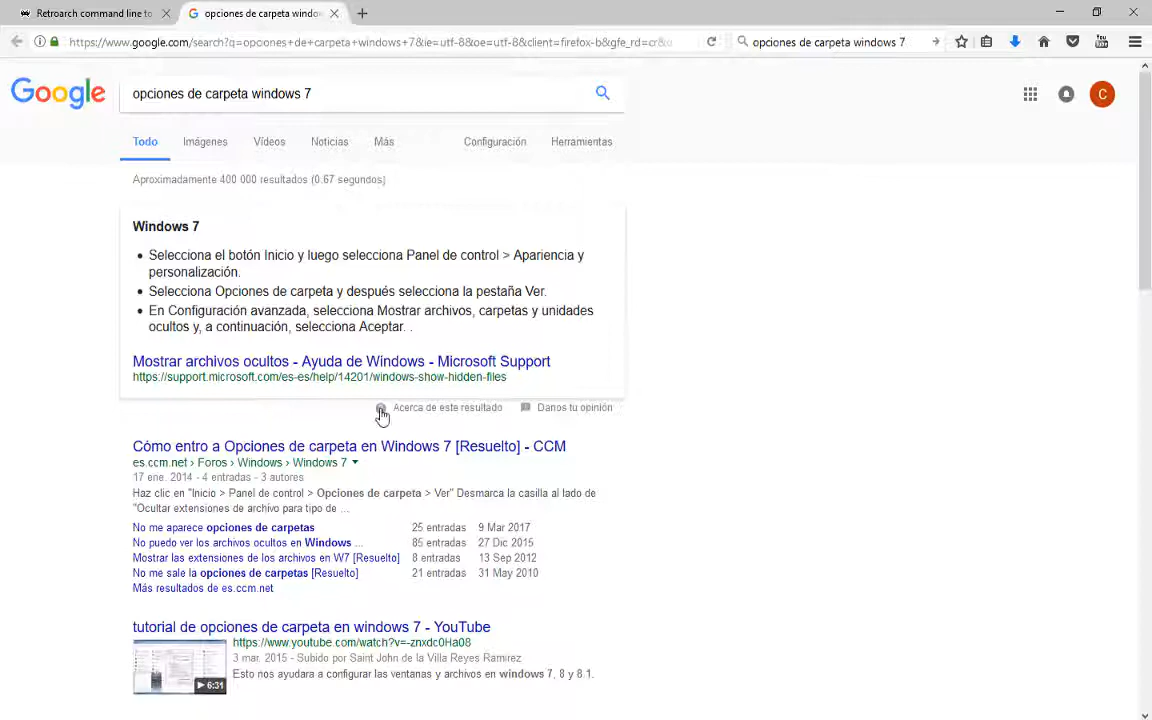 Retroarch command line to
opciones de carpeta window
https://www.google.com/search?q=opciones+de+carpeta+windows+7&ie=utf-8&oe=utf-8&client=firefox-b&gfe_rd=cr&
opciones de carpeta windows 7
Google
opciones de carpeta windows 7
C
Todo Imágenes Vídeos Noticias Más Configuración Herramientas
Aproximadamente 400 000 resultados (0.67 segundos)
Windows 7
Selecciona el botón Inicio y luego selecciona Panel de control > Apariencia y
personalización.
Selecciona Opciones de carpeta y después selecciona la pestaña Ver.
En Configuración avanzada, selecciona Mostrar archivos, carpetas y unidades
ocultos y, a continuación, selecciona Aceptar. .
Mostrar archivos ocultos - Ayuda de Windows - Microsoft Support
https://support.microsoft.com/es-es/help/14201/windows-show-hidden-files
Acerca de este resultado Danos tu opinión
Cómo entro a Opciones de carpeta en Windows 7 [Resuelto] - CCM
es.ccm.net › Foros › Windows › Windows 7
17 ene. 2014 - 4 entradas - 3 autores
Haz clic en "Inicio > Panel de control > Opciones de carpeta > Ver" Desmarca la casilla al lado de
"Ocultar extensiones de archivo para tipo de ...
No me aparece opciones de carpetas 25 entradas 9 Mar 2017
No puedo ver los archivos ocultos en Windows ... 85 entradas 27 Dic 2015
Mostrar las extensiones de los archivos en W7 [Resuelto] 8 entradas 13 Sep 2012
No me sale la opciones de carpetas [Resuelto] 21 entradas 31 May 2010
Más resultados de es.ccm.net
tutorial de opciones de carpeta en windows 7 - YouTube
https://www.youtube.com/watch?v=-znxdc0Ha08
3 mar. 2015 - Subido por Saint John de la Villa Reyes Ramirez
Esto nos ayudara a configurar las ventanas y archivos en windows 7, 8 y 8.1.
6:31